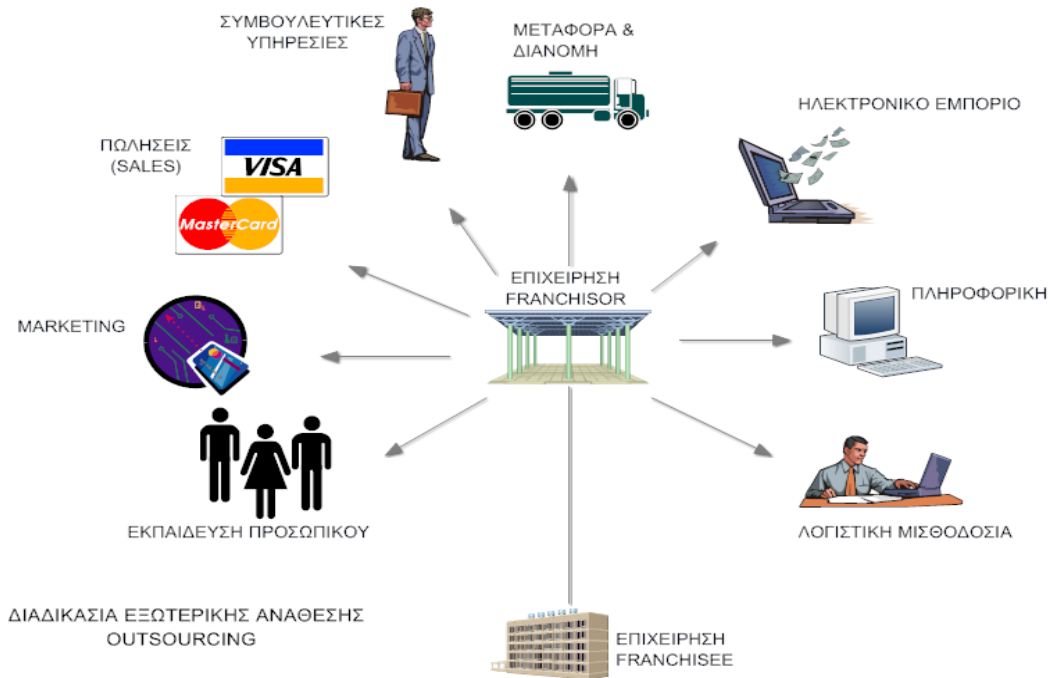 ΣΥΜΒΟΥΛΕΥΤΙΚΕΣ
ΥΠΗΡΕΣΙΕΣ
ΜΕΤΑΦΟΡΑ &
ΔΙΑΝΟΜΗ
ΗΛΕΚΤΡΟΝΙΚΟ ΕΜΠΟΡΙΟ
ΠΩΛΗΣΕΙΣ
(SALES)
VISA
MasterCard
ΕΠΙΧΕΙΡΗΣΗ
FRANCHISOR
ΠΛΗΡΟΦΟΡΙΚΗ
MARKETING
ΕΚΠΑΙΔΕΥΣΗ ΠΡΟΣΩΠΙΚΟΥ
ΛΟΓΙΣΤΙΚΗ ΜΙΣΘΟΔΟΣΙΑ
ΔΙΑΔΙΚΑΣΙΑ ΕΞΩΤΕΡΙΚΗΣ ΑΝΑΘΕΣΗΣ
OUTSOURCING
ΕΠΙΧΕΙΡΗΣΗ
FRANCHISEE